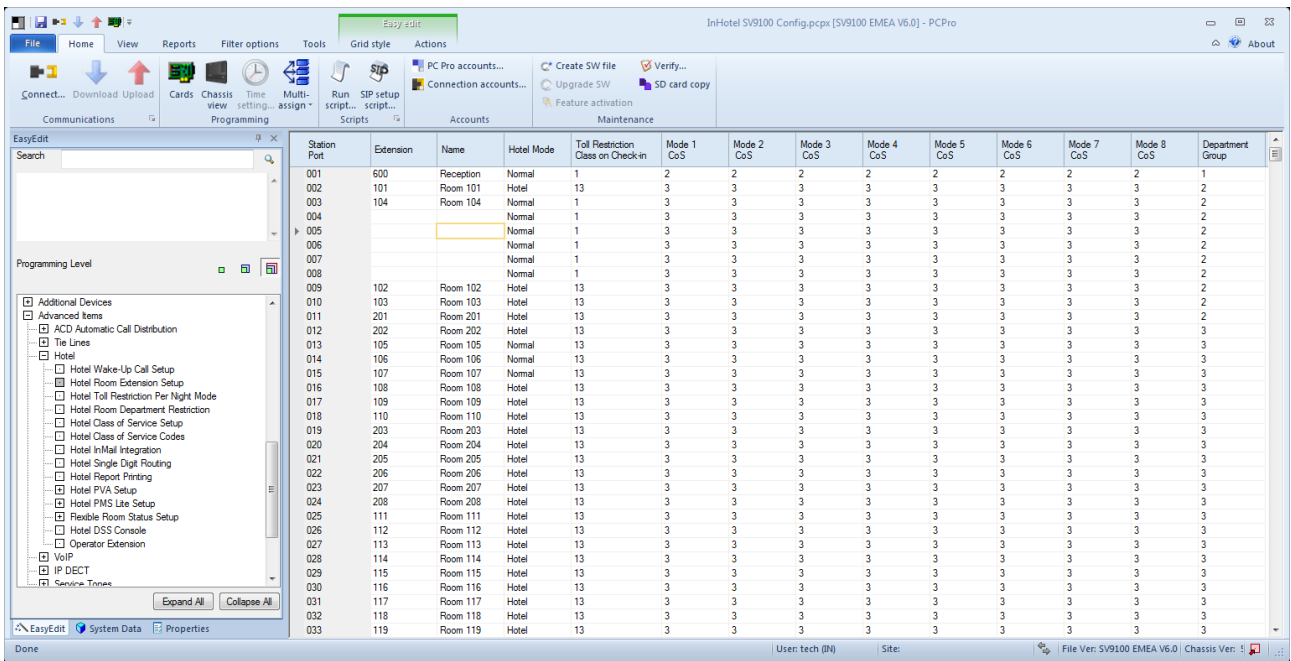 Easy edit
InHotel SV9100 Config.pcpx [SV9100 EMEA V6.0] - PCPro
File Home View Reports Filter options Tools Grid style Actions About
Connect... Download Upload
Communications
Cards Chassis view Time setting... Multi-assign
Programming
Run script... SIP setup script...
Scripts
PC Pro accounts...
Connection accounts...
Accounts
Create SW file Verify...
Upgrade SW SD card copy
Feature activation
Maintenance
EasyEdit
Search
Programming Level
Additional Devices
Advanced Items
ACD Automatic Call Distribution
Tie Lines
Hotel
Hotel Wake-Up Call Setup
Hotel Room Extension Setup
Hotel Toll Restriction Per Night Mode
Hotel Room Department Restriction
Hotel Class of Service Setup
Hotel Class of Service Codes
Hotel InMail Integration
Hotel Single Digit Routing
Hotel Report Printing
Hotel PVA Setup
Hotel PMS Lite Setup
Flexible Room Status Setup
Hotel DSS Console
Operator Extension
VoIP
IP DECT
Service Tones
Expand All Collapse All
EasyEdit System Data Properties
Station Port Extension Name Hotel Mode Toll Restriction Class on Check-in Mode 1 CoS Mode 2 CoS Mode 3 CoS Mode 4 CoS Mode 5 CoS Mode 6 CoS Mode 7 CoS Mode 8 CoS Department Group
001 600 Reception Normal 1 2 2 2 2 2 2 2 2 1
002 101 Room 101 Hotel 13 3 3 3 3 3 3 3 3 2
003 104 Room 104 Normal 1 3 3 3 3 3 3 3 3 2
004 Normal 1 3 3 3 3 3 3 3 3 2
005 Normal 1 3 3 3 3 3 3 3 3 2
006 Normal 1 3 3 3 3 3 3 3 3 2
007 Normal 1 3 3 3 3 3 3 3 3 2
008 Normal 1 3 3 3 3 3 3 3 3 2
009 102 Room 102 Hotel 13 3 3 3 3 3 3 3 3 2
010 103 Room 103 Hotel 13 3 3 3 3 3 3 3 3 2
011 201 Room 201 Hotel 13 3 3 3 3 3 3 3 3 2
012 202 Room 202 Hotel 13 3 3 3 3 3 3 3 3 3
013 105 Room 105 Normal 13 3 3 3 3 3 3 3 3 3
014 106 Room 106 Normal 13 3 3 3 3 3 3 3 3 3
015 107 Room 107 Normal 13 3 3 3 3 3 3 3 3 3
016 108 Room 108 Hotel 13 3 3 3 3 3 3 3 3 3
017 109 Room 109 Hotel 13 3 3 3 3 3 3 3 3 3
018 110 Room 110 Hotel 13 3 3 3 3 3 3 3 3 3
019 203 Room 203 Hotel 13 3 3 3 3 3 3 3 3 3
020 204 Room 204 Hotel 13 3 3 3 3 3 3 3 3 3
021 205 Room 205 Hotel 13 3 3 3 3 3 3 3 3 3
022 206 Room 206 Hotel 13 3 3 3 3 3 3 3 3 3
023 207 Room 207 Hotel 13 3 3 3 3 3 3 3 3 3
024 208 Room 208 Hotel 13 3 3 3 3 3 3 3 3 3
025 111 Room 111 Hotel 13 3 3 3 3 3 3 3 3 3
026 112 Room 112 Hotel 13 3 3 3 3 3 3 3 3 3
027 113 Room 113 Hotel 13 3 3 3 3 3 3 3 3 3
028 114 Room 114 Hotel 13 3 3 3 3 3 3 3 3 3
029 115 Room 115 Hotel 13 3 3 3 3 3 3 3 3 3
030 116 Room 116 Hotel 13 3 3 3 3 3 3 3 3 3
031 117 Room 117 Hotel 13 3 3 3 3 3 3 3 3 3
032 118 Room 118 Hotel 13 3 3 3 3 3 3 3 3 3
033 119 Room 119 Hotel 13 3 3 3 3 3 3 3 3 3
Done User: tech (IN) Site: File Ver: SV9100 EMEA V6.0 Chassis Ver: